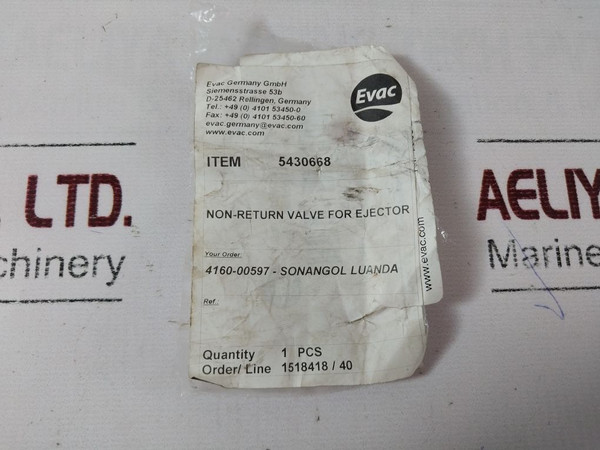 Evac Germany GmbH
Siemensstrasse 53b
D-25462 Rellingen, Germany
Tel.: +49 (0) 4101 53450-0
Fax: +49 (0) 4101 53450-60
evac.germany@evac.com
www.evac.com
Evac
ITEM 5430668
NON-RETURN VALVE FOR EJECTOR
Your Order
4160-00597 - SONANGOL LUANDA
Ref.
Quantity 1 PCS
Order/ Line 1518418 / 40
www.evac.com
LTD.
chinery
AELIY
Marine